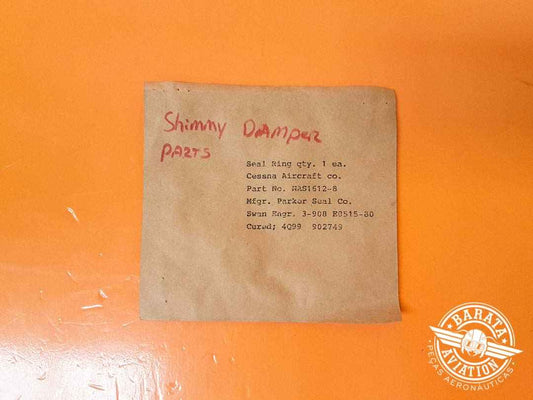 Shimmy DAMPER
PARTS
Seal Ring qty. 1 ea.
Cessna Aircraft co.
Part No. NAS1612-8
Mfgr. Parker Seal Co.
Swan Engr. 3-908 E0515-80
Cured; 4Q99 902749
BARATA
AVIATION
PEÇAS AERONÁUTICAS